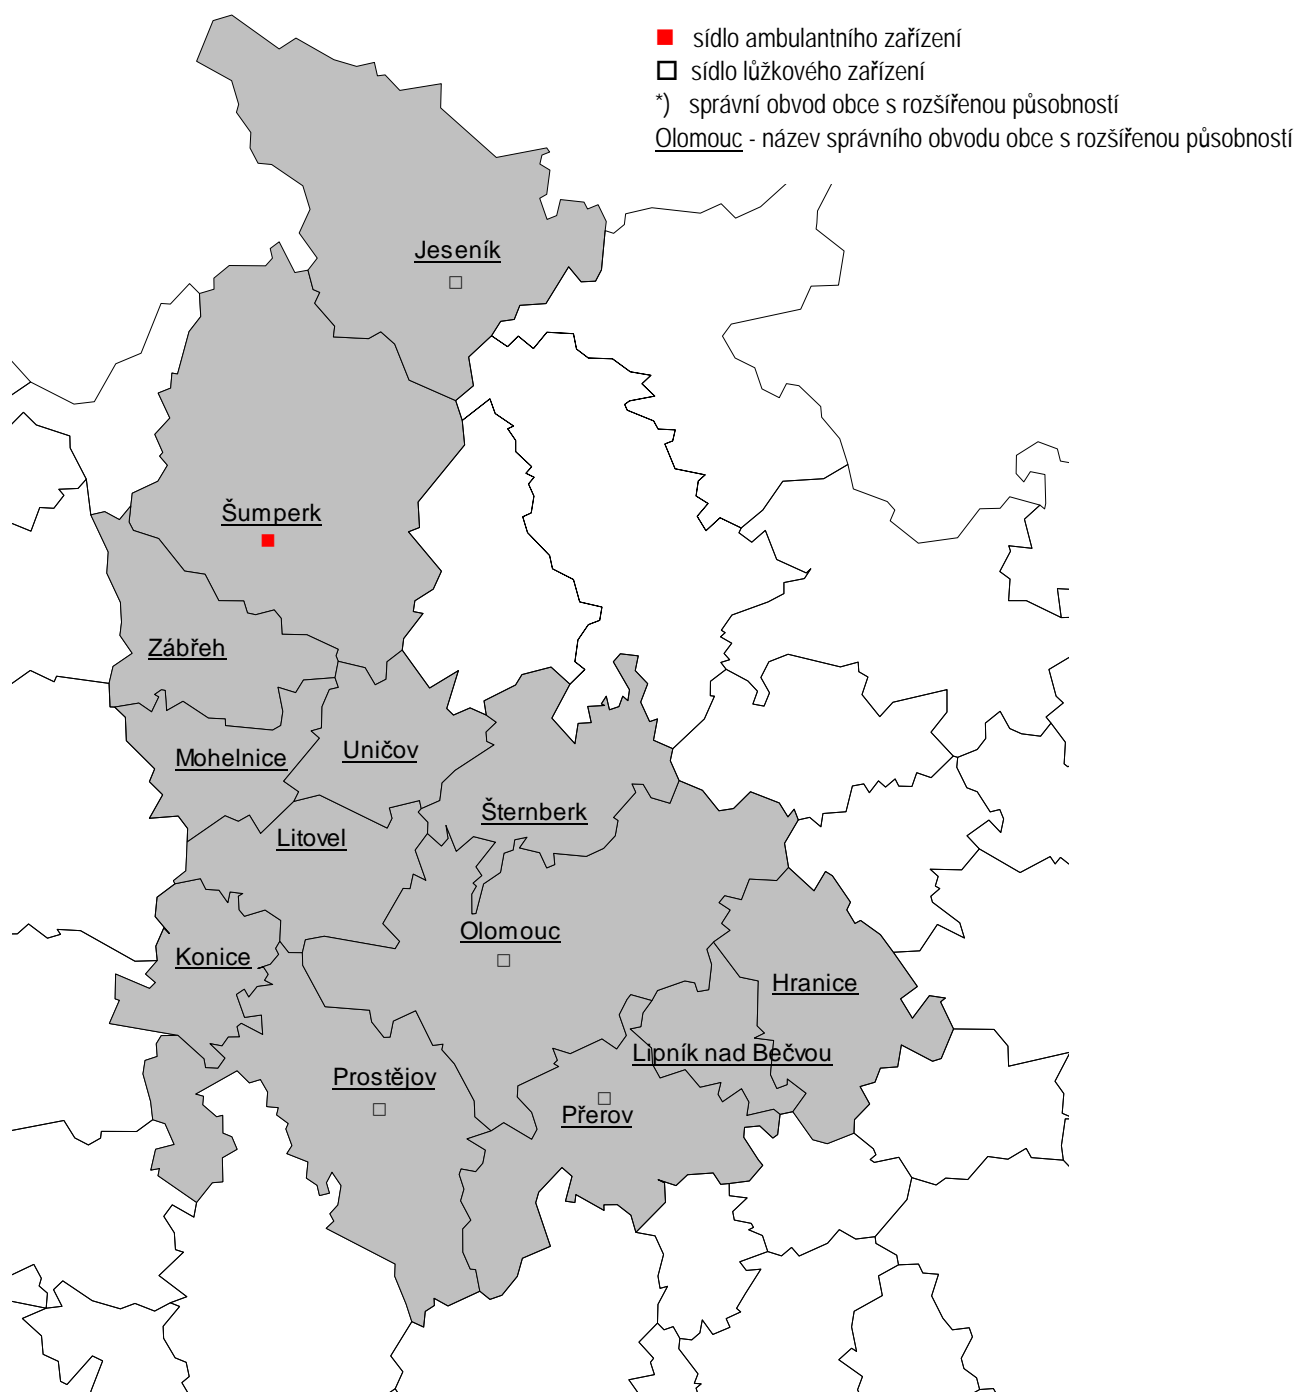 sídlo ambulantního zařízení
sídlo lůžkového zařízení
*) správní obvod obce s rozšířenou působností
Olomouc - název správního obvodu obce s rozšířenou působností
Jeseník
Šumperk
Zábřeh
Mohelnice
Uničov
Šternberk
Litovel
Olomouc
Konice
Hranice
Lipník nad Bečvou
Prostějov
Přerov